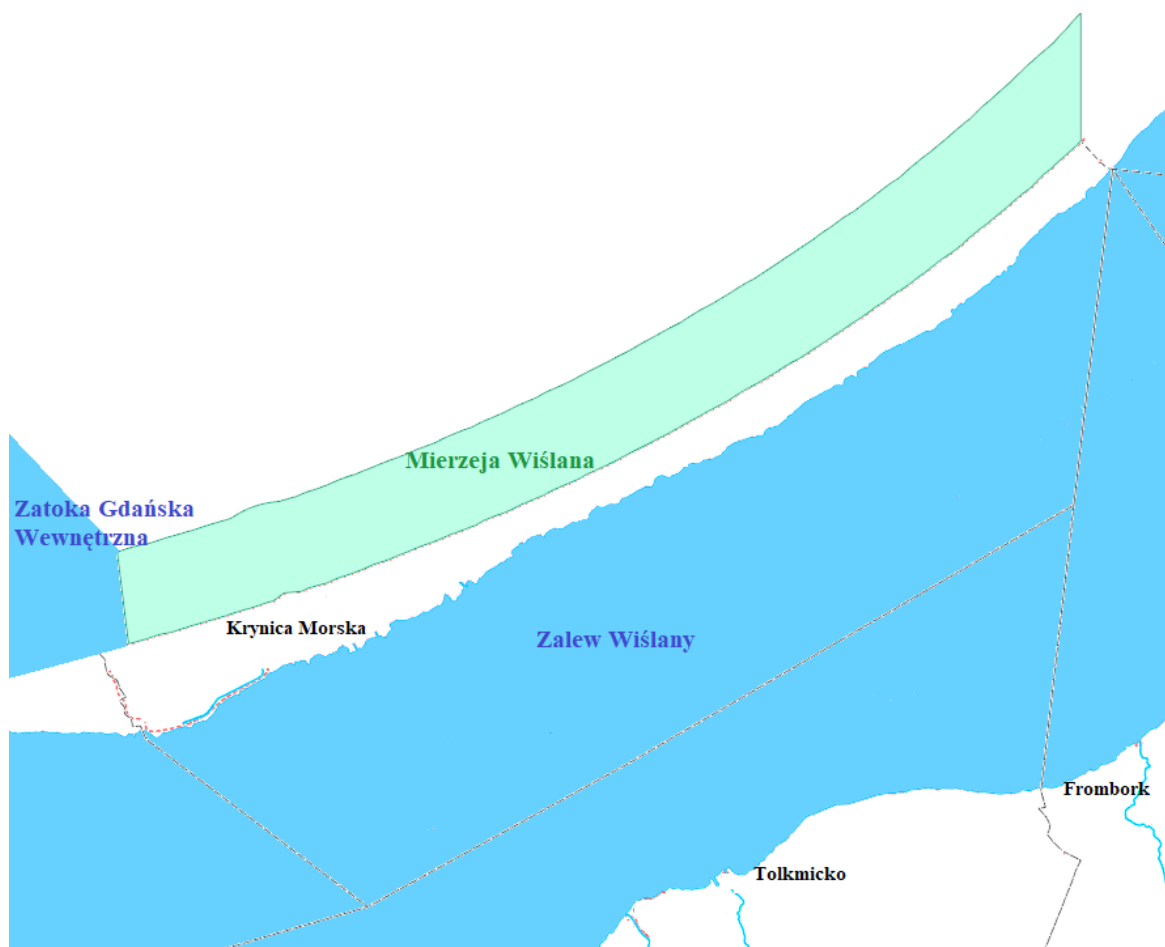 Mierzeja Wiślana
Zatoka Gdańska
Wewnętrzna
Krynica Morska
Zalew Wiślany
Frombork
Tolkmicko